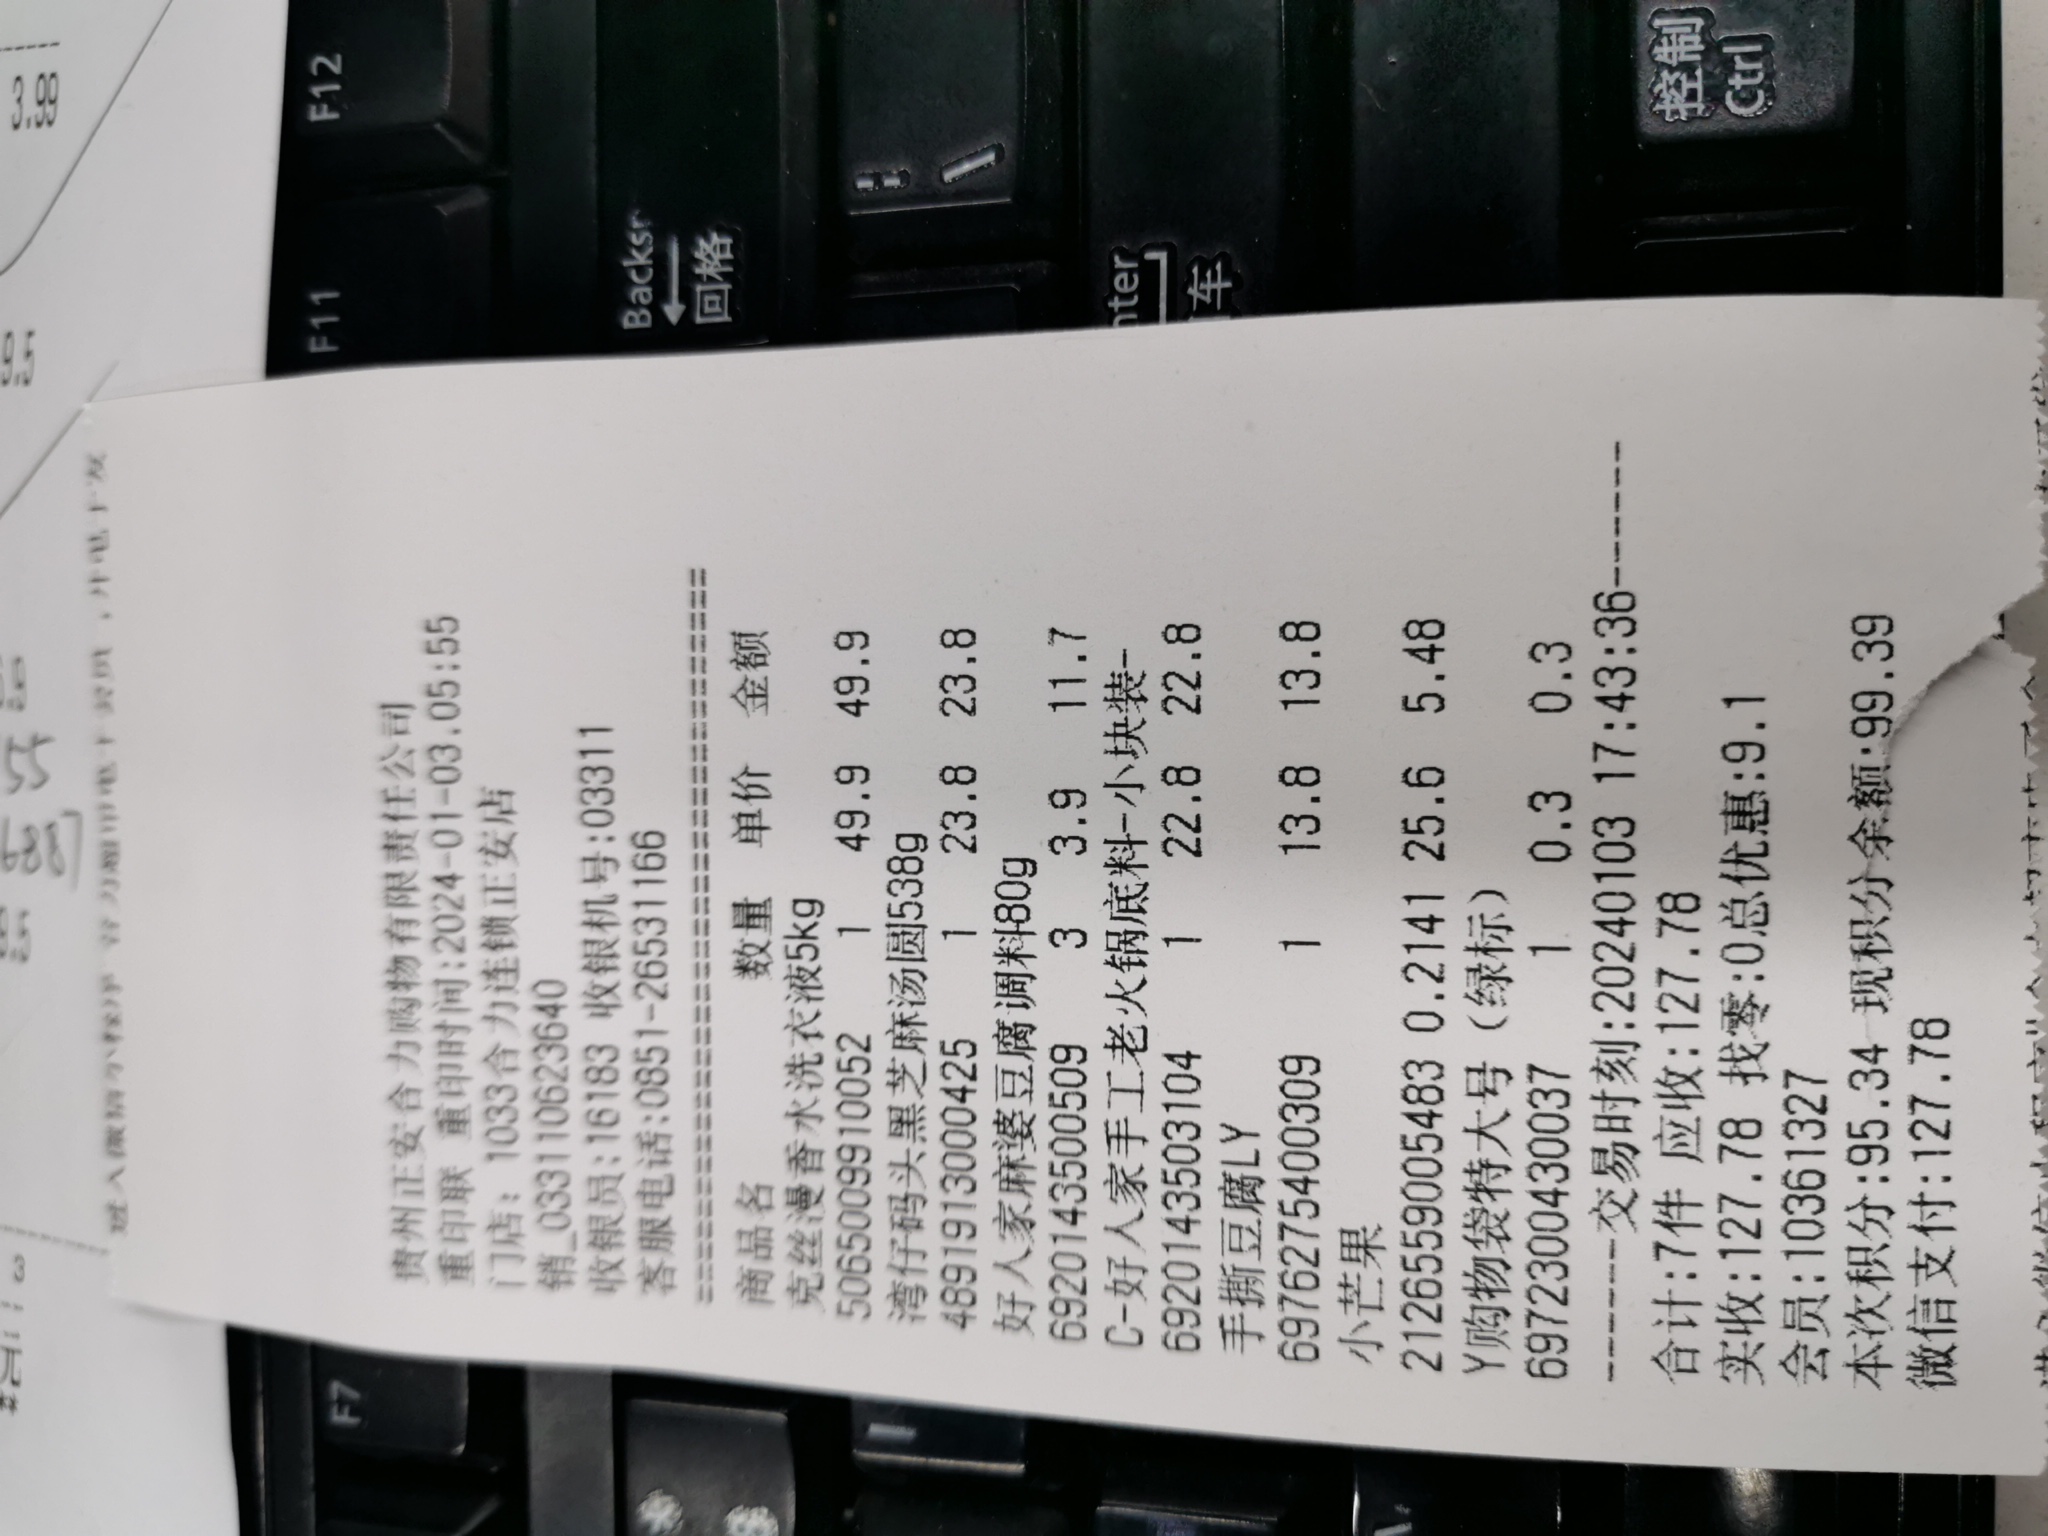 贵州正安合力购物有限责任公司
重印联 重印时间:2024-01-03.05:55
门店: 1033合力连锁正安店
销_033110623640
收银员:16183 收银机号:03311
客服电话:0851-26531166
==============================
商品名 数量 单价 金额
克丝漫香水洗衣液5kg
5065009910052 1 49.9 49.9
湾仔码头黑芝麻汤圆538g
4891913000425 1 23.8 23.8
好人家麻婆豆腐调料80g
6920143500509 3 3.9 11.7
C-好人家手工老火锅底料-小块装-
6920143503104 1 22.8 22.8
手撕豆腐LY
6976275400309 1 13.8 13.8
小芒果
2126559005483 0.2141 25.6 5.48
Y购物袋特大号（绿标）
6972300430037 1 0.3 0.3
--------交易时刻:20240103 17:43:36------
合计:7件 应收:127.78
实收:127.78 找零:0总优惠:9.1
会员:10361327
本次积分:95.34 现积分余额:99.39
微信支付:127.78
F12
F11
Backsp
回格
nter
车
控制
Ctrl
F7
3.99
9.5